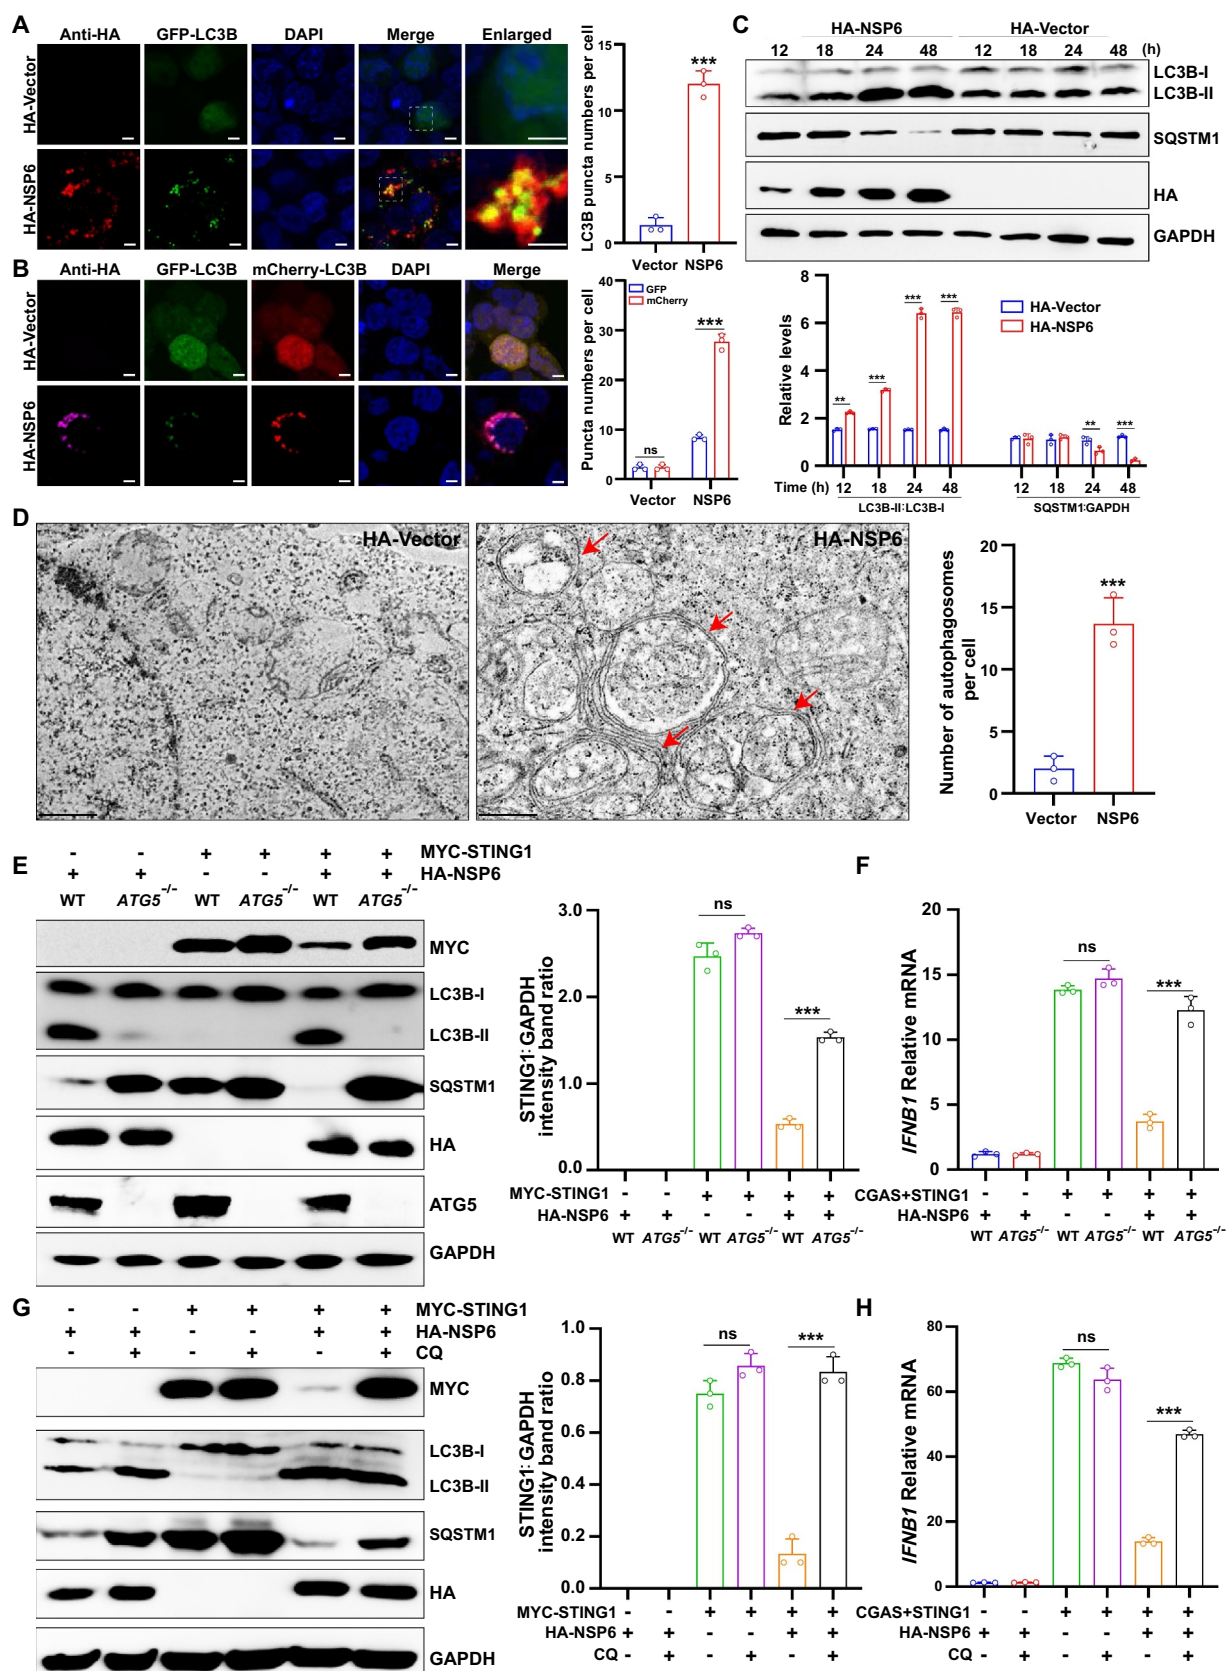 A
Anti-HA GFP-LC3B DAPI Merge Enlarged
HA-Vector
HA-NSP6
LC3B puncta numbers per cell
15
10
5
0
***
Vector NSP6
B
Anti-HA GFP-LC3B mCherry-LC3B DAPI Merge
HA-Vector
HA-NSP6
Puncta numbers per cell
40
30
20
10
0
GFP
mCherry
ns
***
Vector NSP6
C
HA-NSP6 HA-Vector
12 18 24 48 12 18 24 48 (h)
LC3B-I
LC3B-II
SQSTM1
HA
GAPDH
Relative levels
8
6
4
2
0
** *** *** *** ** ***
HA-Vector
HA-NSP6
Time (h) 12 18 24 48 12 18 24 48
LC3B-II:LC3B-I SQSTM1:GAPDH
D
HA-Vector
HA-NSP6
Number of autophagosomes
per cell
20
15
10
5
0
***
Vector NSP6
E
- - + + + + MYC-STING1
+ + - - + + HA-NSP6
WT ATG5-/- WT ATG5-/- WT ATG5-/-
MYC
LC3B-I
LC3B-II
SQSTM1
HA
ATG5
GAPDH
STING1:GAPDH
intensity band ratio
3.0
2.0
1.0
0.0
ns
***
MYC-STING1 - - + + + +
HA-NSP6 + + - - + +
WT ATG5-/- WT ATG5-/- WT ATG5-/-
F
IFNB1 Relative mRNA
20
15
10
5
0
ns
***
CGAS+STING1 - - + + + +
HA-NSP6 + + - - + +
WT ATG5-/- WT ATG5-/- WT ATG5-/-
G
- - + + + + MYC-STING1
+ + - - + + HA-NSP6
- + - + - + CQ
MYC
LC3B-I
LC3B-II
SQSTM1
HA
GAPDH
STING1:GAPDH
intensity band ratio
1.0
0.8
0.6
0.4
0.2
0.0
ns
***
MYC-STING1 - - + + + +
HA-NSP6 + + - - + +
CQ - + - + - +
H
IFNB1 Relative mRNA
80
60
40
20
0
ns
***
CGAS+STING1 - - + + + +
HA-NSP6 + + - - + +
CQ - + - + - +